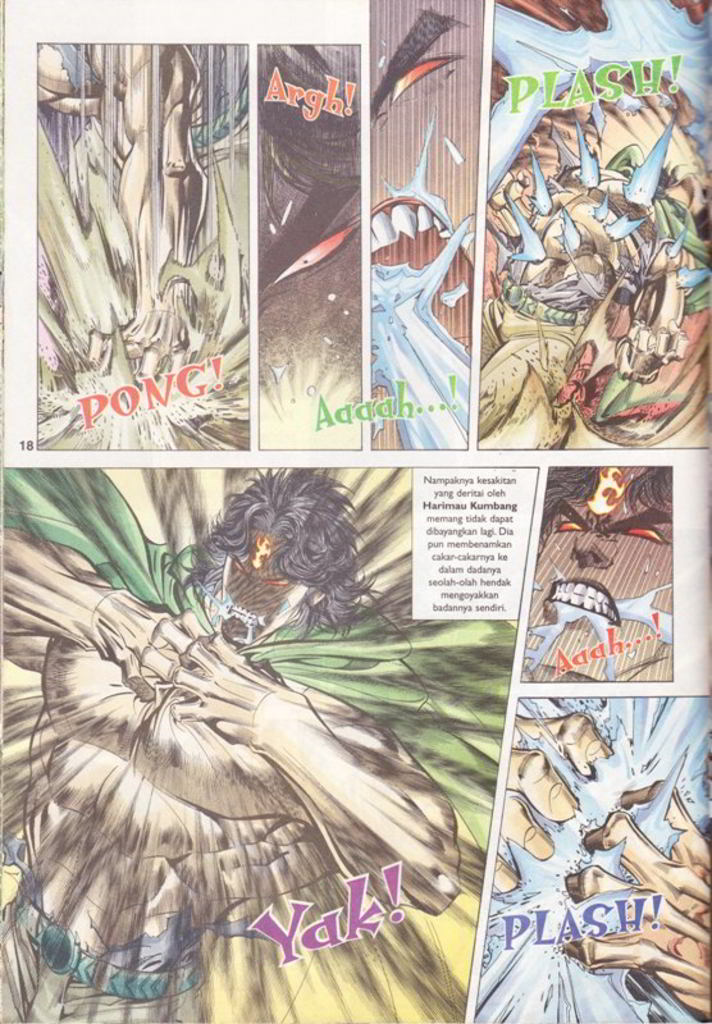 PONG!
Argh!
Aaaah...!
PLASH!
18
Nampaknya kesakitan
yang deritai oleh
Harimau Kumbang
memang tidak dapat
dibayangkan lagi. Dia
pun membenamkan
cakar-cakarnya ke
dalam dadanya
seolah-olah hendak
mengoyakkan
badannya sendiri.
Yak!
Aaah...!
PLASH!